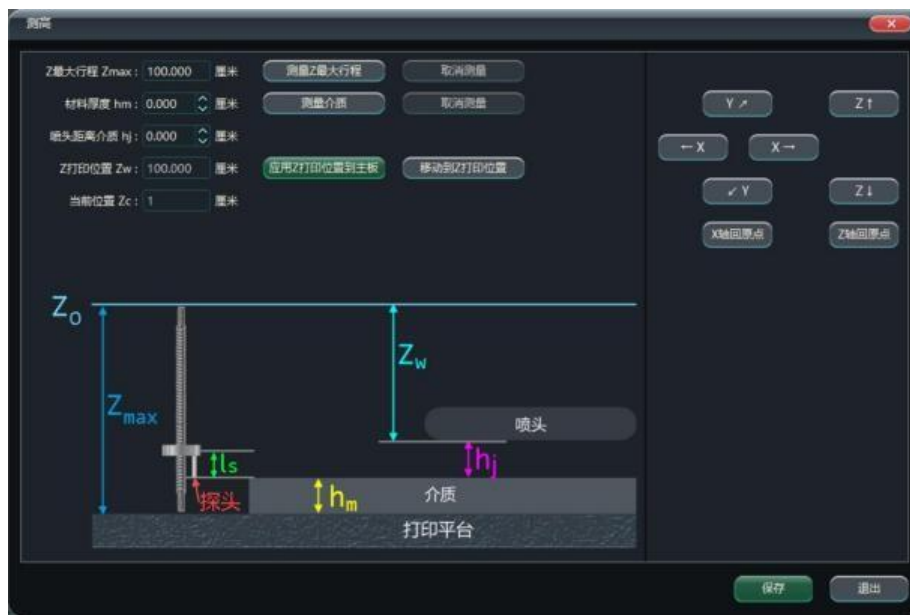 测高
Z最大行程 Zmax: 100.000 厘米 测量Z最大行程 取消测量
材料厚度 hm: 0.000 厘米 测量介质 取消测量
喷头距离介质 hj: 0.000 厘米
Z打印位置 Zw: 100.000 厘米 应用Z打印位置到主板 移动到Z打印位置
当前位置 Zc: 1 厘米
Y↗ Z↑
←X X→
↙Y Z↓
X轴回原点 Z轴回原点
Zo
Zw
Zmax
喷头
ls
hj
探头
hm
介质
打印平台
保存 退出